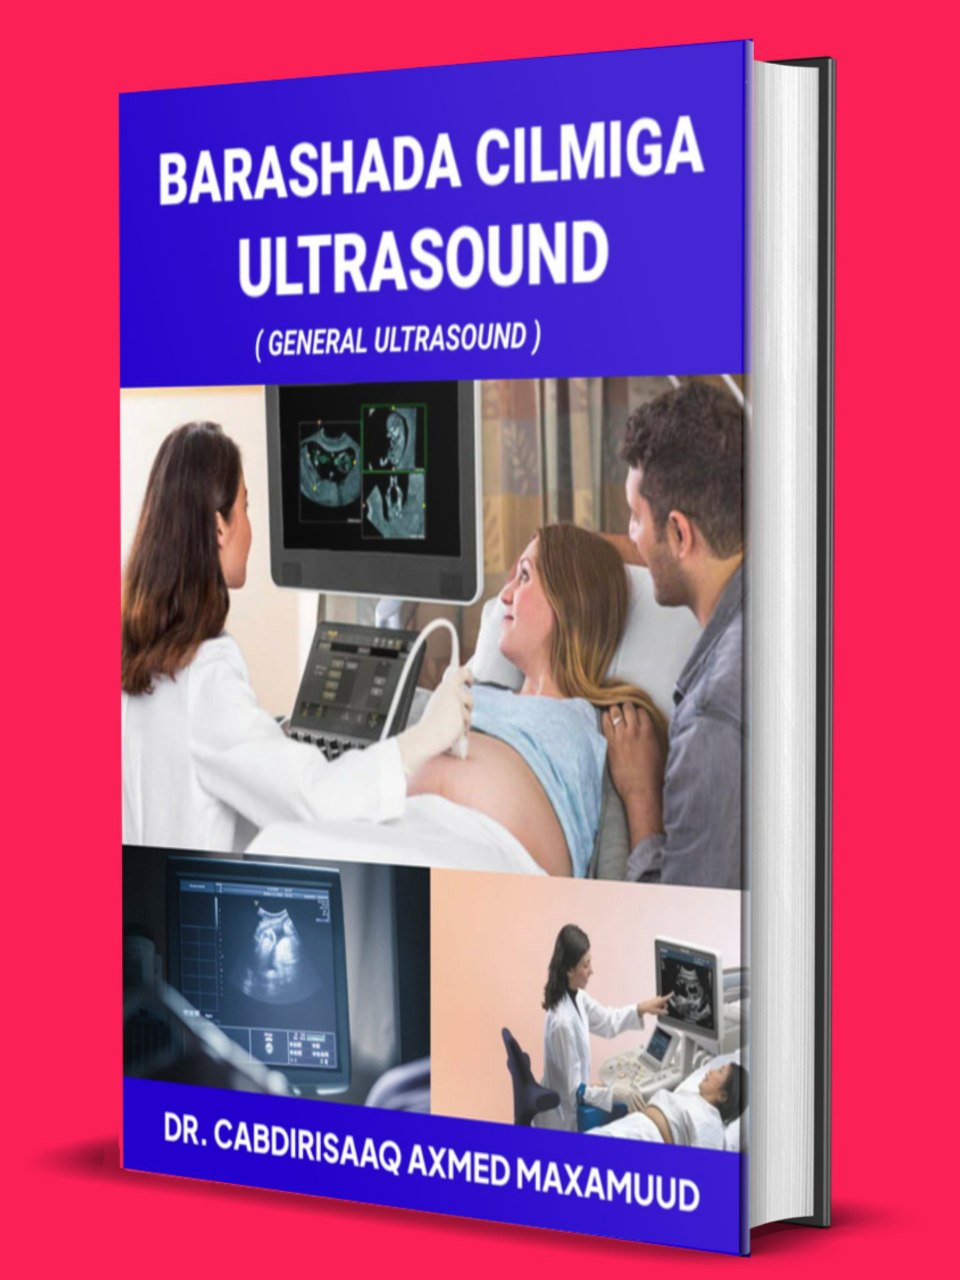 BARASHADA CILMIGA
ULTRASOUND
( GENERAL ULTRASOUND )
DR. CABDIRISAAQ AXMED MAXAMUUD